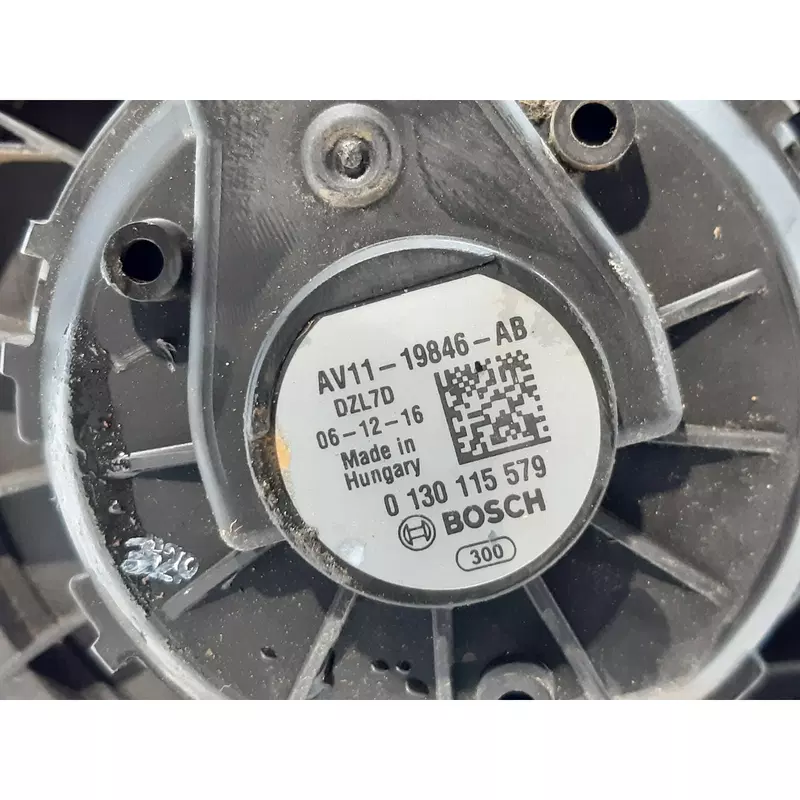 AV11-19846-AB
DZL7D
06-12-16
Made in
Hungary
0 130 115 579
BOSCH
300